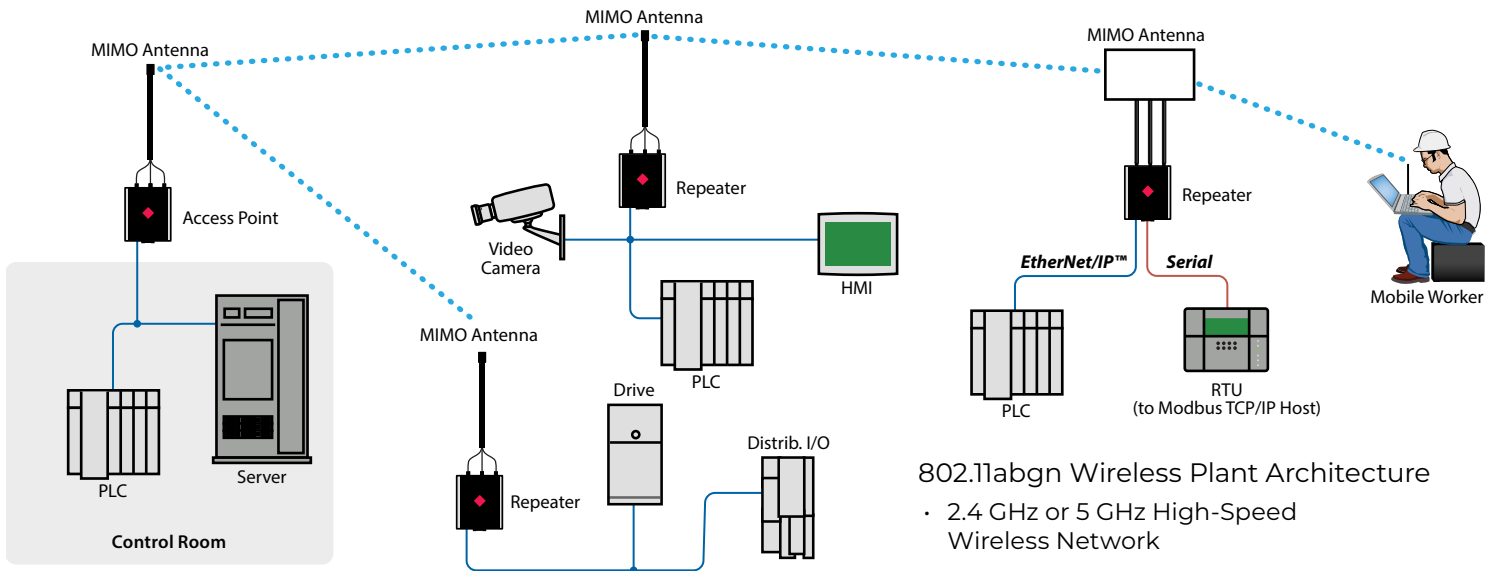 MIMO Antenna
MIMO Antenna
MIMO Antenna
Access Point
Repeater
Repeater
Video
Camera
HMI
EtherNet/IP™
Serial
Mobile Worker
MIMO Antenna
PLC
PLC
RTU
(to Modbus TCP/IP Host)
Drive
Distrib. I/O
PLC
Server
Repeater
Control Room
802.11abgn Wireless Plant Architecture
· 2.4 GHz or 5 GHz High-Speed
Wireless Network